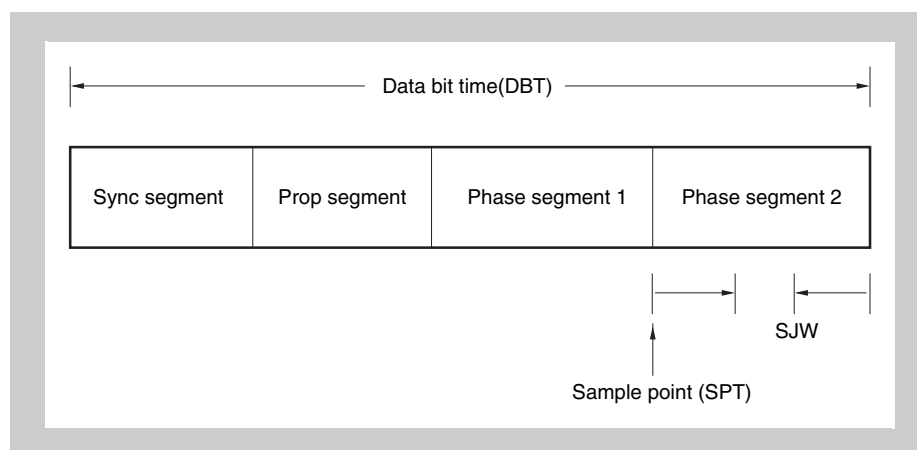 Data bit time(DBT)
Sync segment
Prop segment
Phase segment 1
Phase segment 2
SJW
Sample point (SPT)